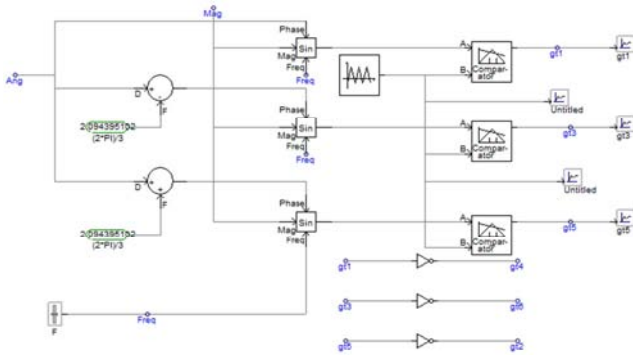 Mag
Phase
Sin
Mag
Freq
Freq
A
B
Compar-
ator
gt1
gt1
Ang
D
F
2.094395102
(2*PI)/3
Phase
Sin
Mag
Freq
Freq
Untitled
A
B
Compar-
ator
gt3
gt3
D
F
2.094395102
(2*PI)/3
Untitled
Phase
Sin
Mag
Freq
A
B
Compar-
ator
gt5
gt1
gt4
gt3
gt6
F
Freq
gt5
gt2